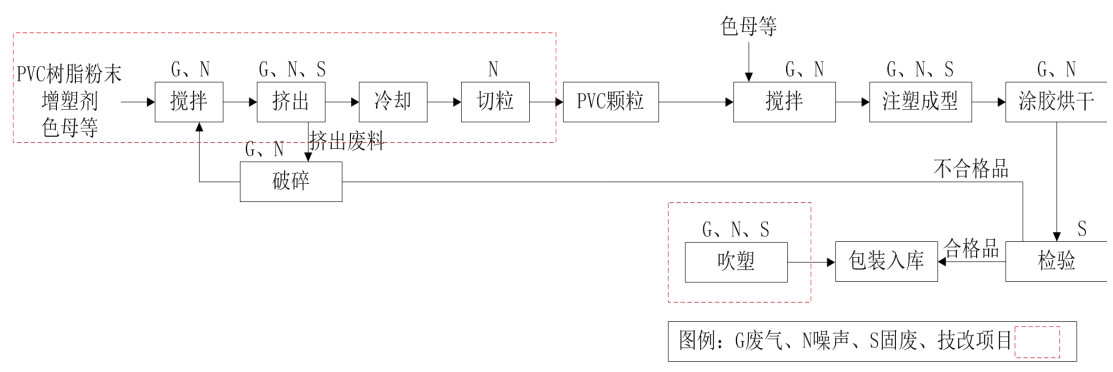 色母等
PVC树脂粉末
增塑剂
色母等
G、N
搅拌
G、N、S
挤出
冷却
N
切粒
PVC颗粒
G、N
搅拌
G、N、S
注塑成型
G、N
涂胶烘干
挤出废料
G、N
破碎
不合格品
G、N、S
吹塑
包装入库
合格品
S
检验
图例：G废气、N噪声、S固废、技改项目